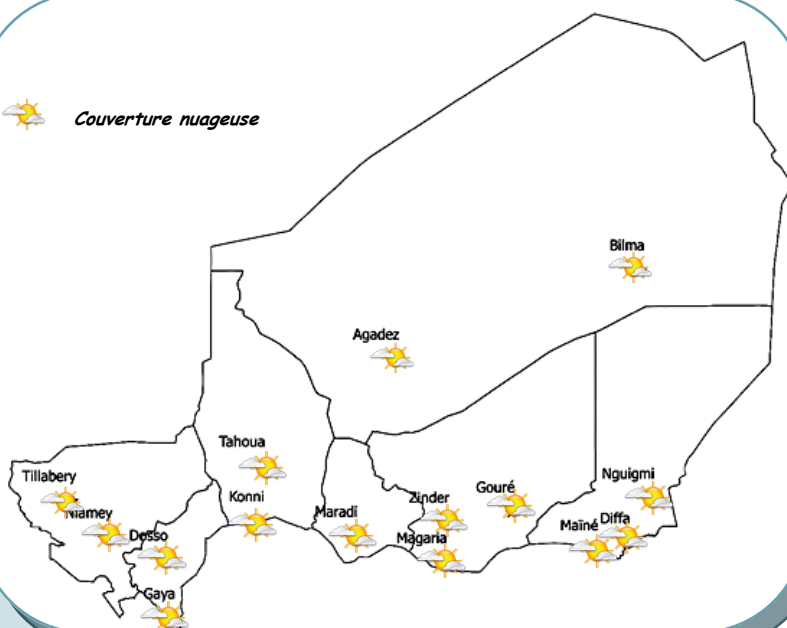 Couverture nuageuse
Bilma
Agadez
Tahoua
Tillabery
Konni
Niamey
Dosso
Gaya
Maradi
Zinder
Magaria
Gouré
Nguigmi
Maïné
Diffa